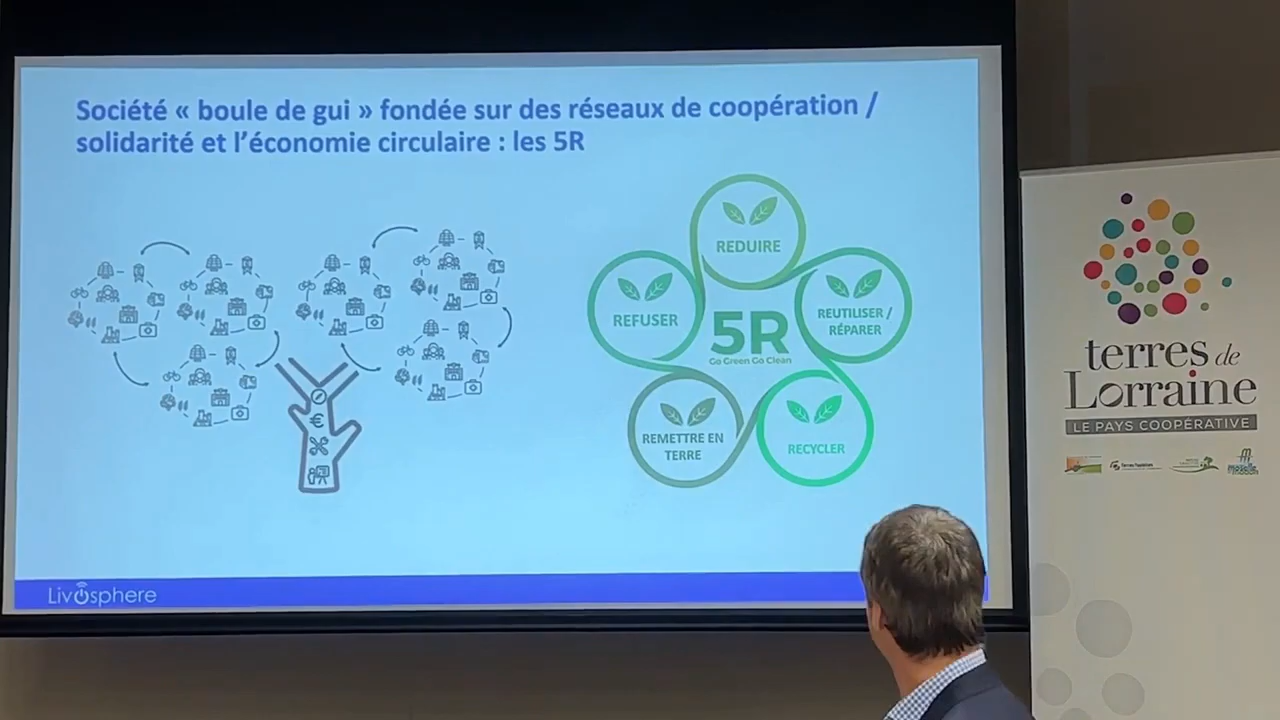 Société « boule de gui » fondée sur des réseaux de coopération /
solidarité et l'économie circulaire : les 5R
REDUIRE
REFUSER
REUTILISER /
RÉPARER
5R
Go Green Go Clean
REMETTRE EN
TERRE
RECYCLER
Livosphere
terres de
Lorraine
LE PAYS COOPÉRATIVE